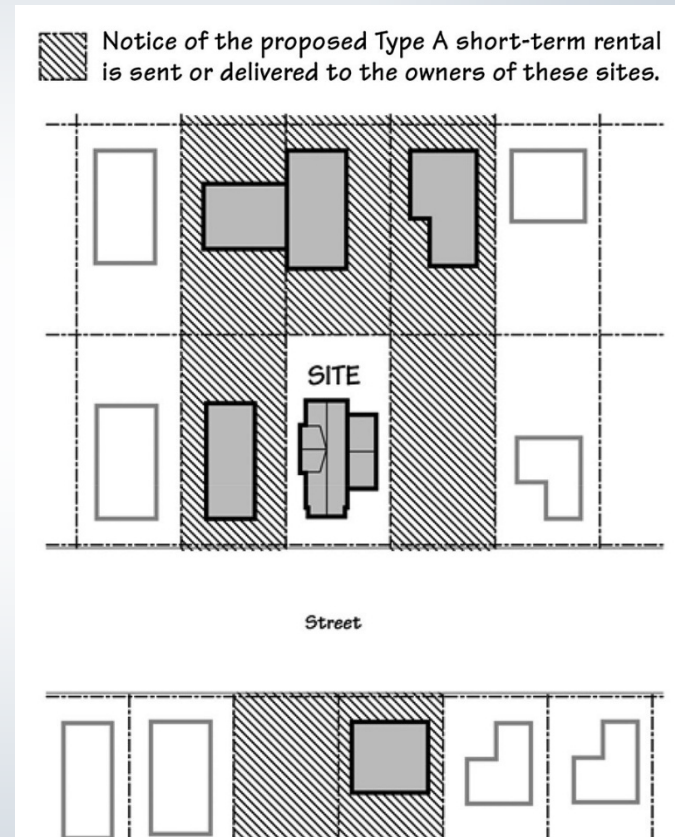 Notice of the proposed Type A short-term rental
is sent or delivered to the owners of these sites.
SITE
Street